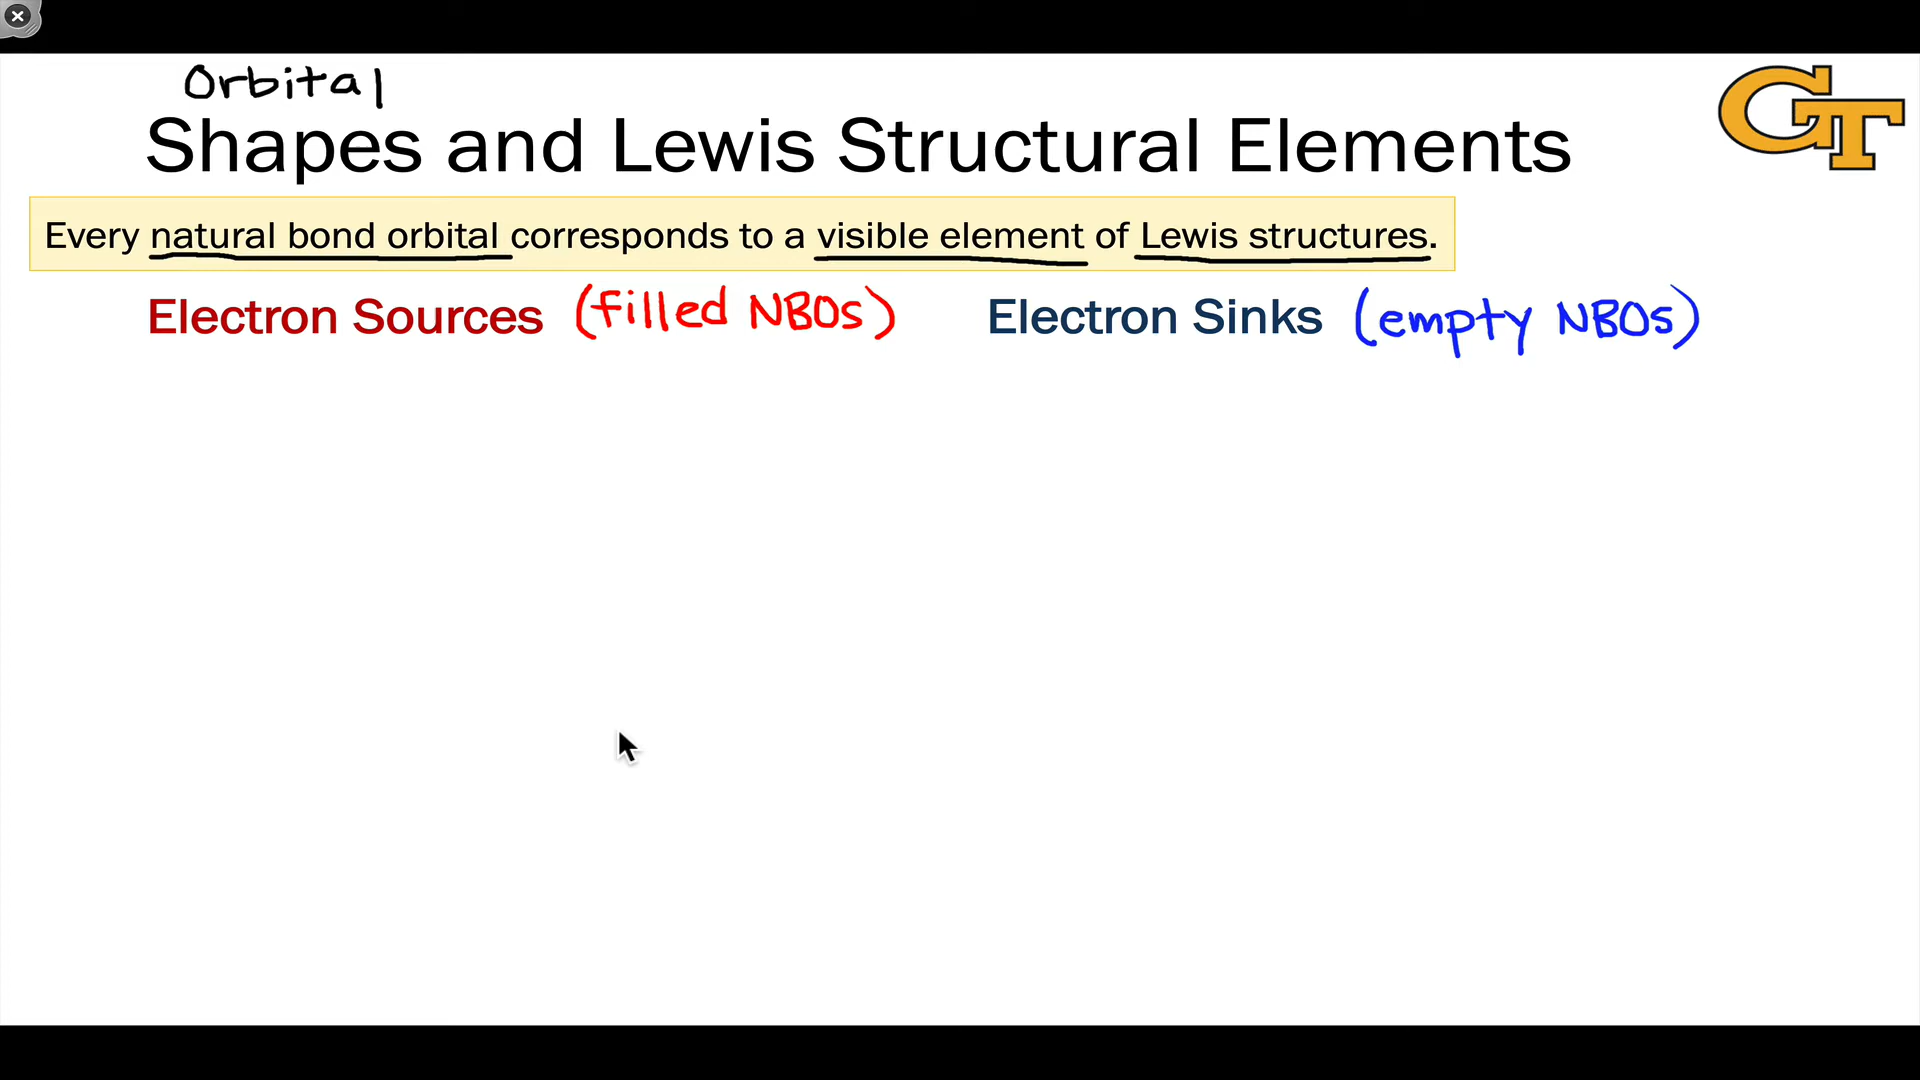 Orbital
Shapes and Lewis Structural Elements
GT
Every natural bond orbital corresponds to a visible element of Lewis structures.
Electron Sources (filled NBOs) Electron Sinks (empty NBOs)